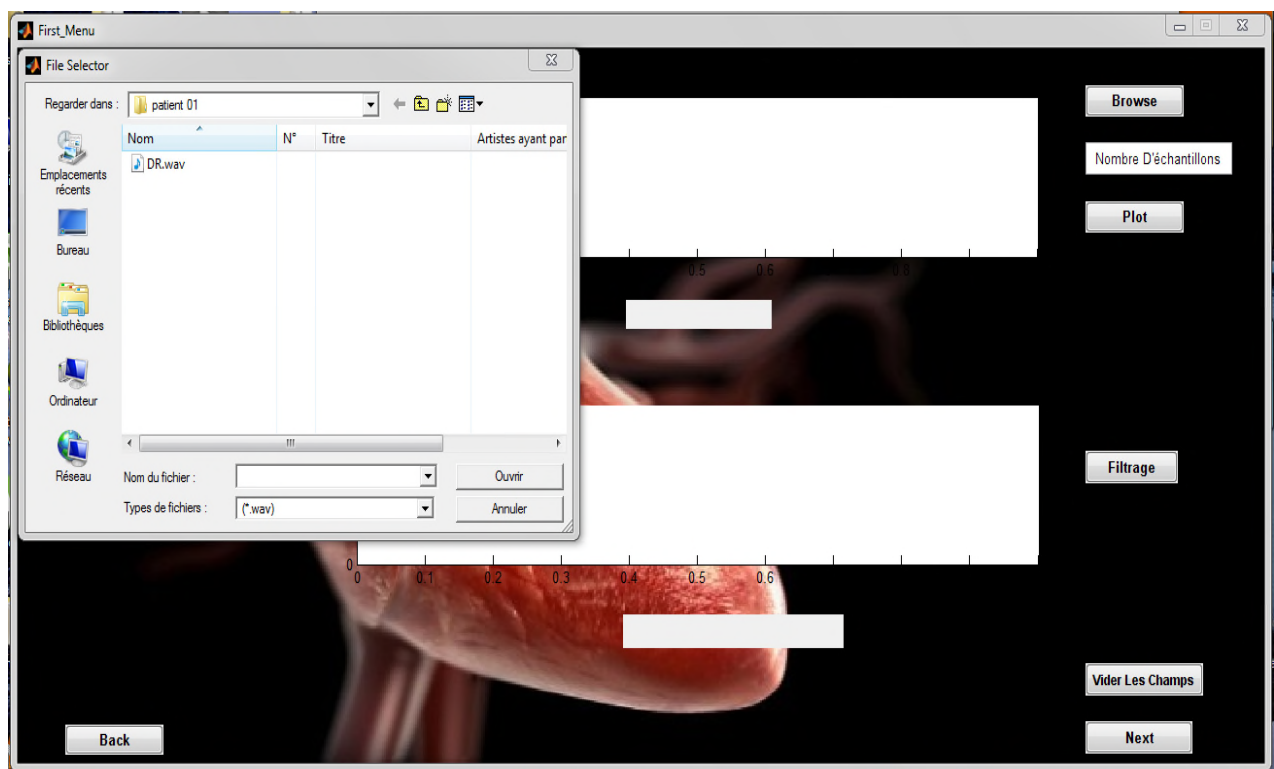 First_Menu
File Selector
Regarder dans :
patient 01
Nom
N°
Titre
Artistes ayant par
DR.wav
Emplacements
récents
Bureau
Bibliothèques
Ordinateur
Réseau
Nom du fichier :
Ouvrir
Types de fichiers :
(*.wav)
Annuler
Browse
Nombre D'échantillons
Plot
0.5
0.6
0.8
Filtrage
0
0
0.1
0.2
0.3
0.4
0.5
0.6
Vider Les Champs
Back
Next